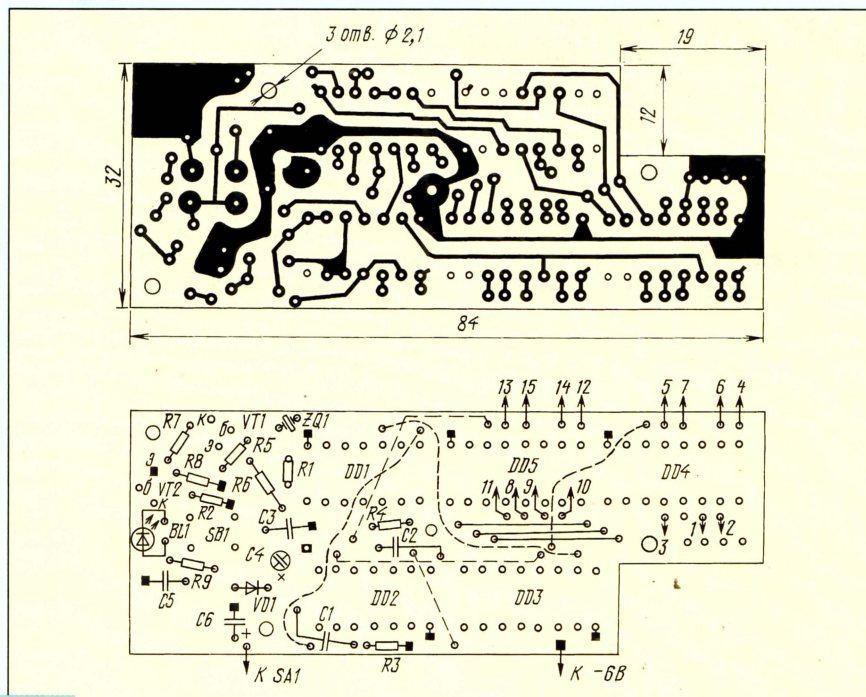 3 отв. ϕ 2,1
19
12
32
84
13 15 14 12 5 7 6 4
R7 К б VT1 ZQ1
э R5
э R8 R6 R1 DD1 DD5 DD4
б VT2 R2
К C3 R4 11 8 9 10
BL1 SB1 C2 3 1 2
R9 C4
×
C5 VD1 DD2 DD3
C6 C1
+ R3
К SA1 К -6В